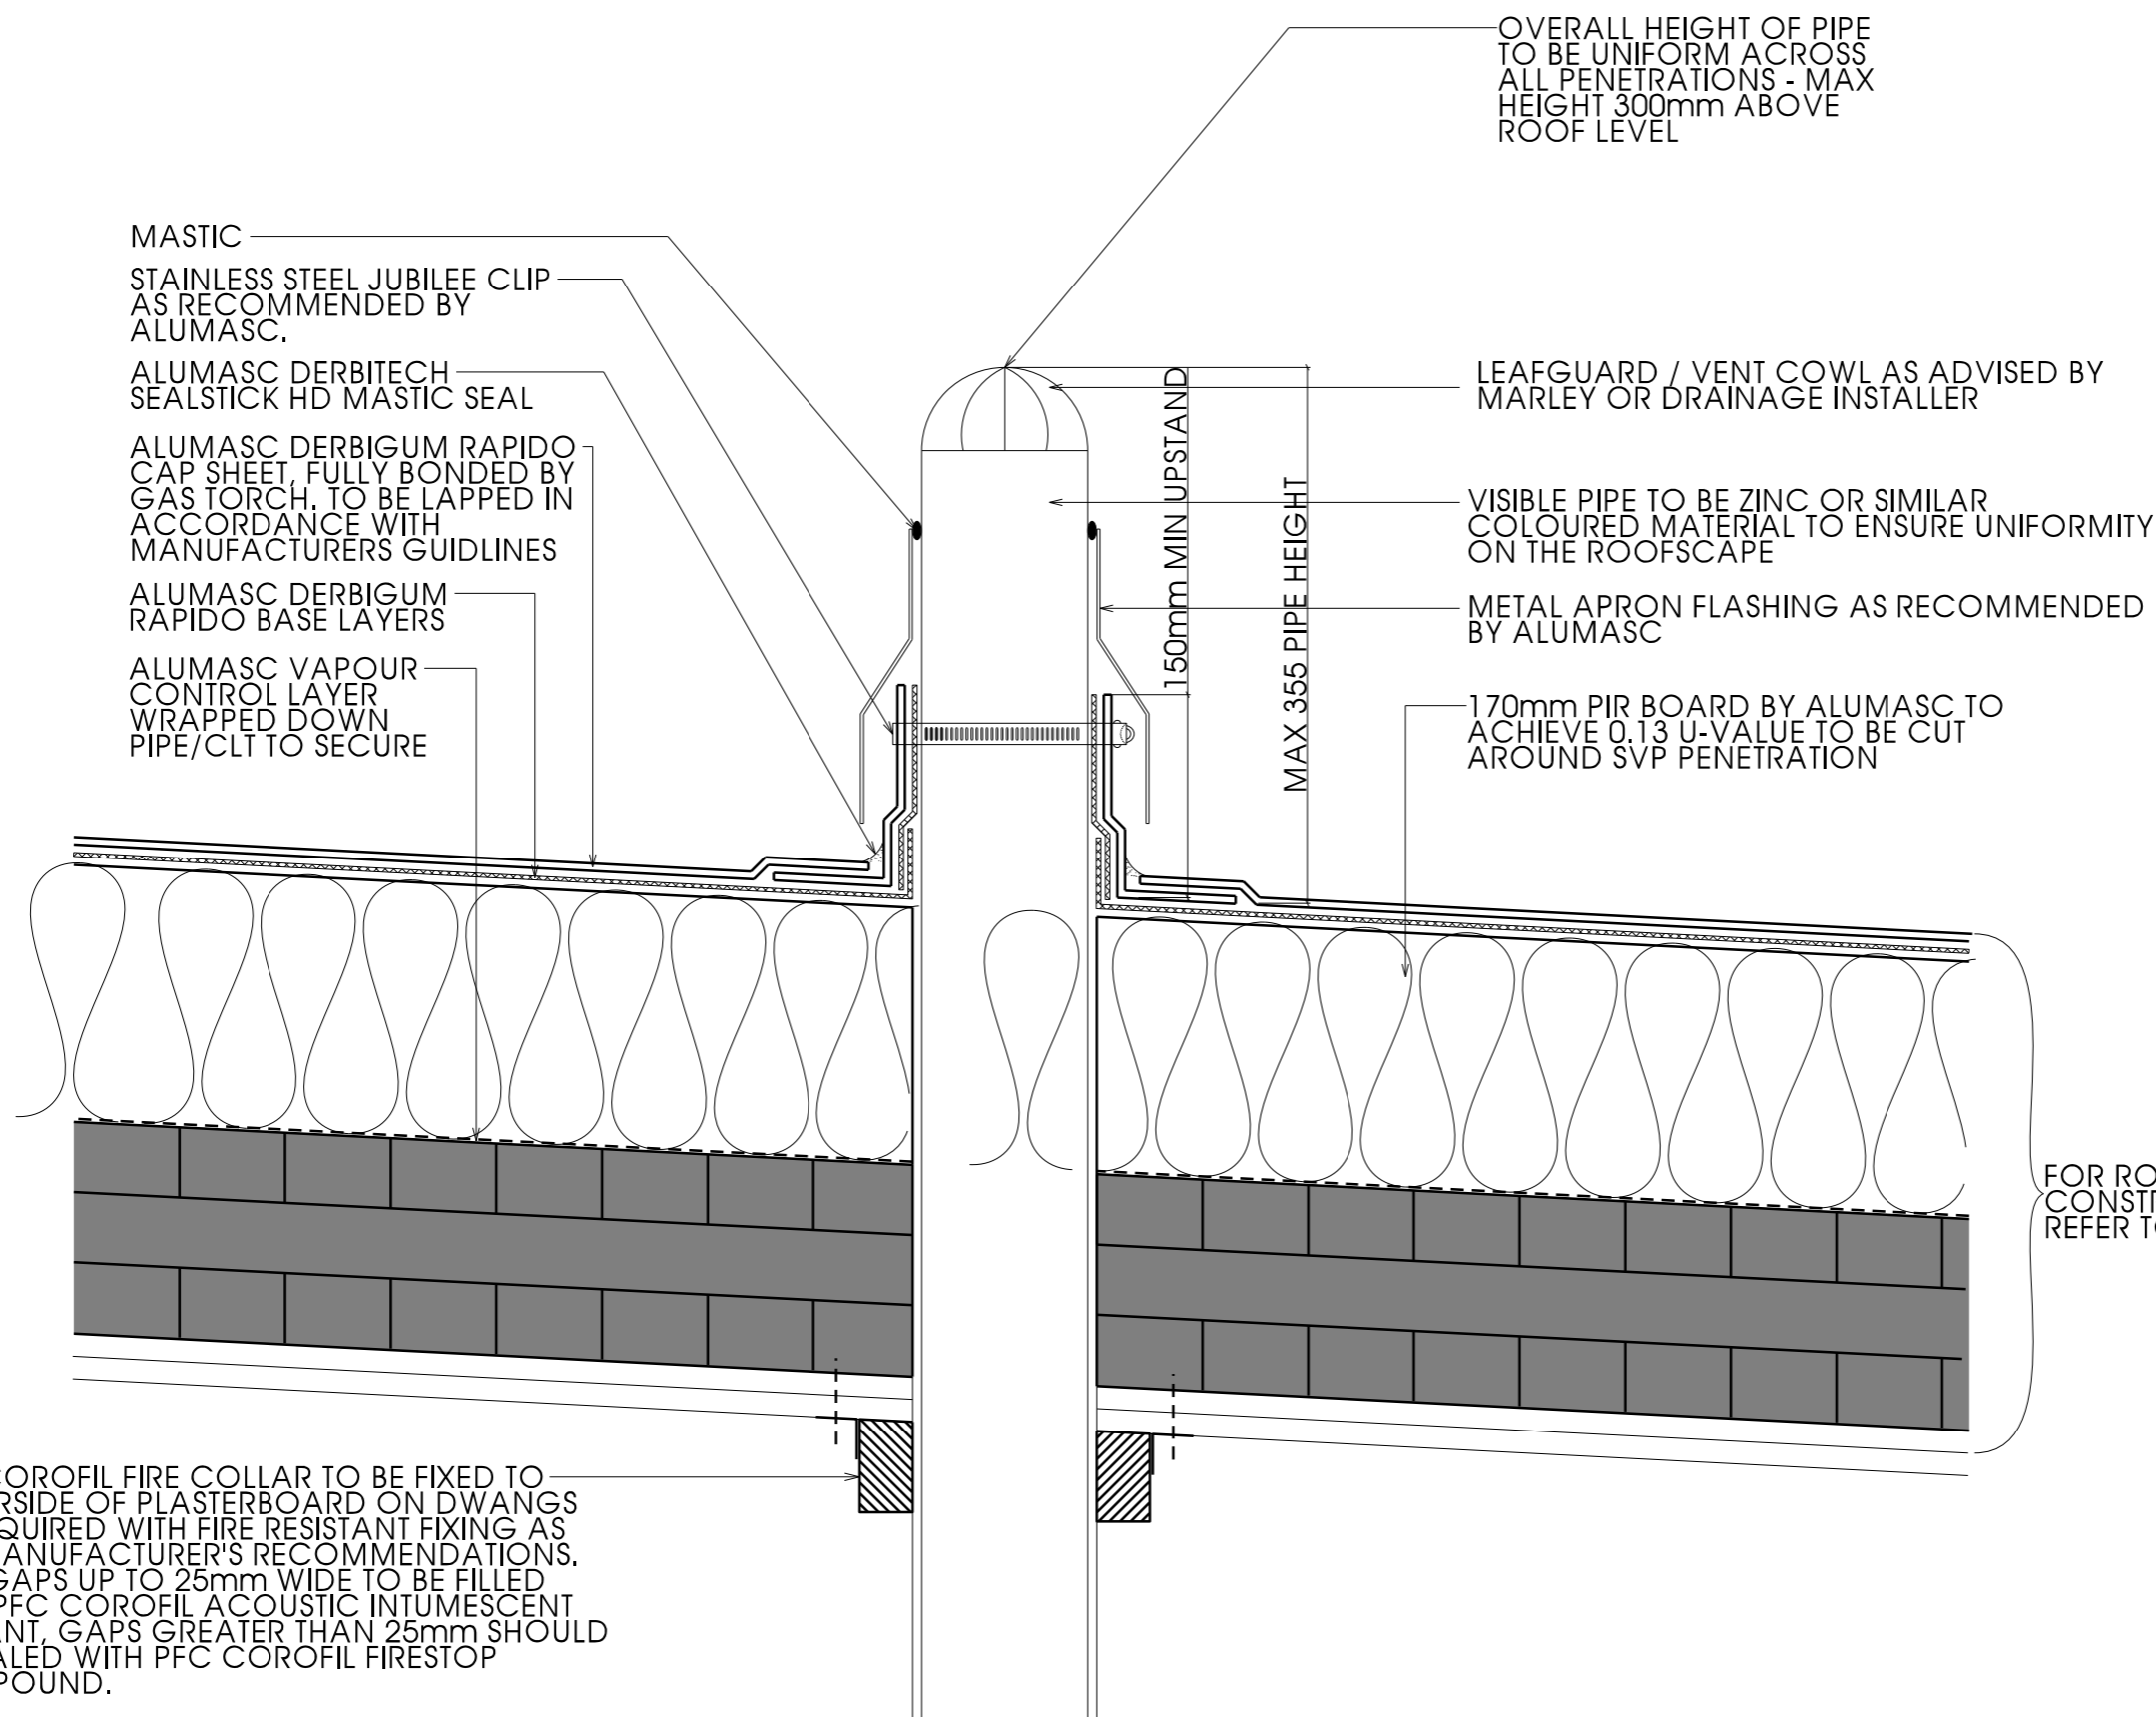 OVERALL HEIGHT OF PIPE
TO BE UNIFORM ACROSS
ALL PENETRATIONS - MAX
HEIGHT 300mm ABOVE
ROOF LEVEL
MASTIC
STAINLESS STEEL JUBILEE CLIP
AS RECOMMENDED BY
ALUMASC.
ALUMASC DERBITECH
SEALSTICK HD MASTIC SEAL
ALUMASC DERBIGUM RAPIDO
CAP SHEET, FULLY BONDED BY
GAS TORCH. TO BE LAPPED IN
ACCORDANCE WITH
MANUFACTURERS GUIDLINES
ALUMASC DERBIGUM
RAPIDO BASE LAYERS
ALUMASC VAPOUR
CONTROL LAYER
WRAPPED DOWN
PIPE/CLT TO SECURE
150mm MIN UPSTAND
MAX 355 PIPE HEIGHT
LEAFGUARD / VENT COWL AS ADVISED BY
MARLEY OR DRAINAGE INSTALLER
VISIBLE PIPE TO BE ZINC OR SIMILAR
COLOURED MATERIAL TO ENSURE UNIFORMITY
ON THE ROOFSCAPE
METAL APRON FLASHING AS RECOMMENDED
BY ALUMASC
170mm PIR BOARD BY ALUMASC TO
ACHIEVE 0.13 U-VALUE TO BE CUT
AROUND SVP PENETRATION
FOR
REFER
COROFIL FIRE COLLAR TO BE FIXED TO
OF PLASTERBOARD ON DWANGS
WITH FIRE RESISTANT FIXING AS
MANUFACTURER'S RECOMMENDATIONS.
GAPS UP TO 25mm WIDE TO BE FILLED
PFC COROFIL ACOUSTIC INTUMESCENT
GAPS GREATER THAN 25mm SHOULD
WITH PFC COROFIL FIRESTOP